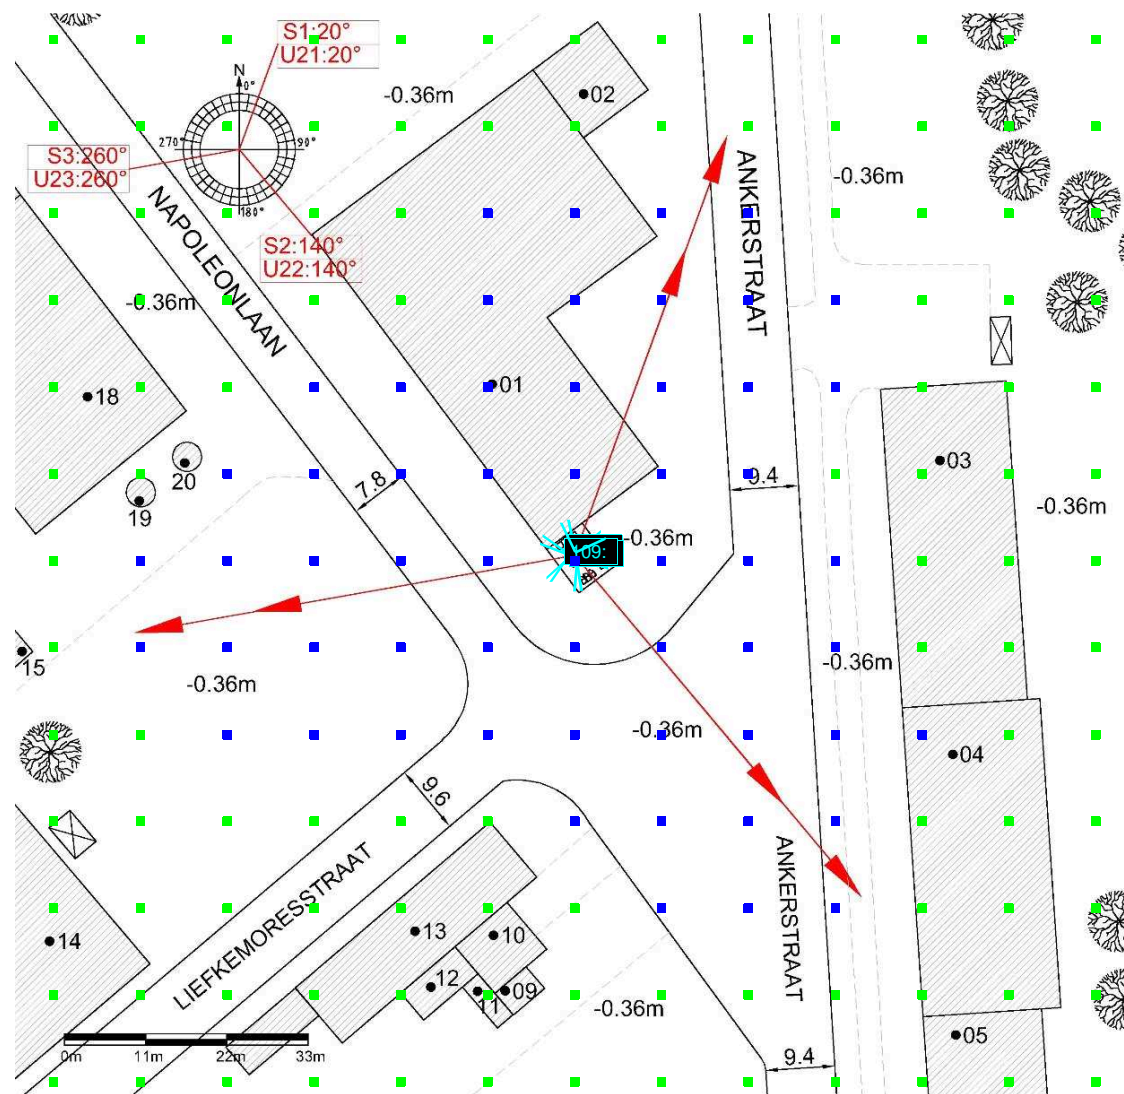 S1:20°
U21:20°
N
0°
270°
90°
180°
S3:260°
U23:260°
S2:140°
U22:140°
-0.36m
02
NAPOLEONLAAN
ANKERSTRAAT
-0.36m
-0.36m
18
01
20
19
7.8
9.4
03
-0.36m
-0.36m
109:
15
-0.36m
-0.36m
-0.36m
04
9.6
LIEFKEMORESSTRAAT
ANKERSTRAAT
14
13
10
12
11
09
-0.36m
05
9.4
0m
11m
22m
33m